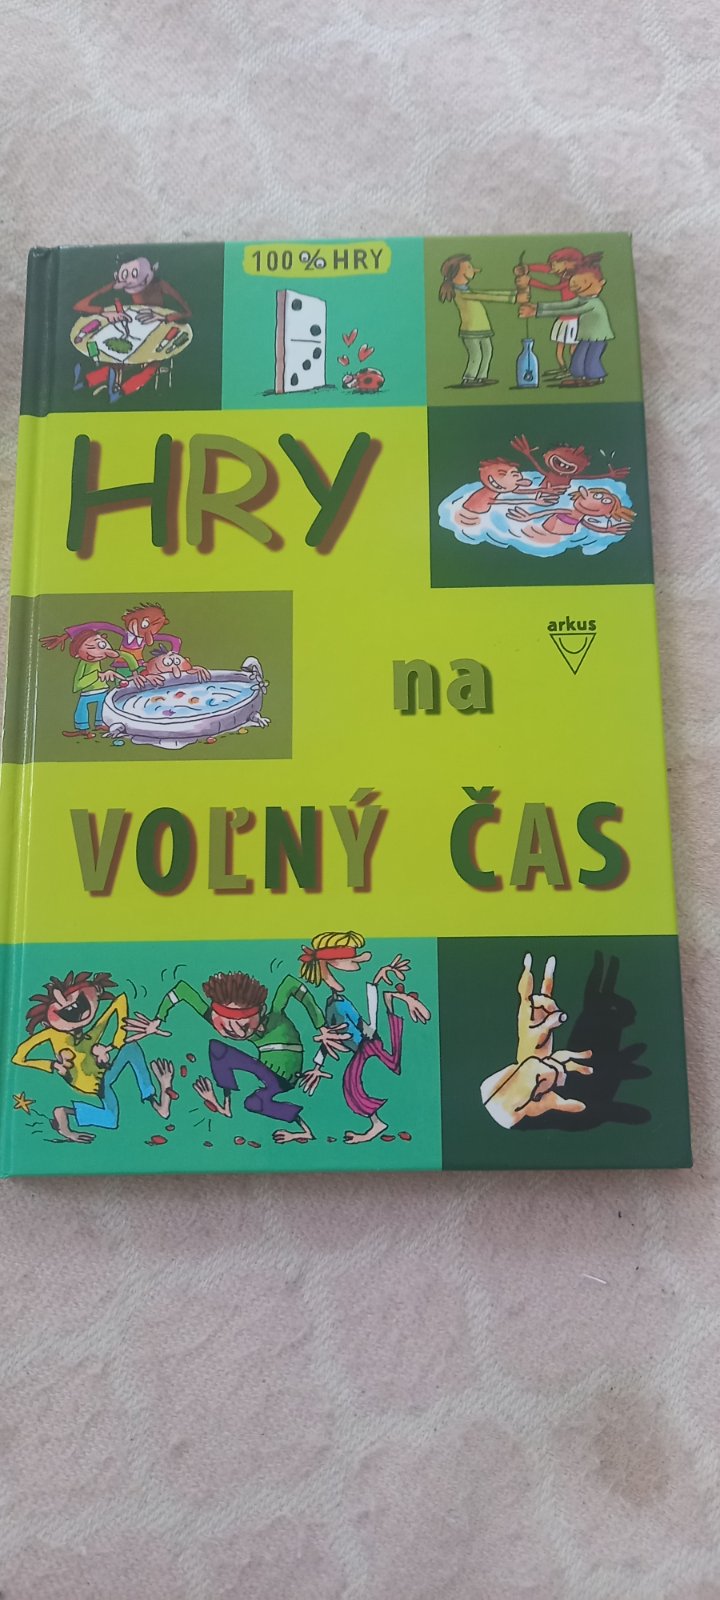 100% HRY
HRY
arkus
na
VOĽNÝ ČAS